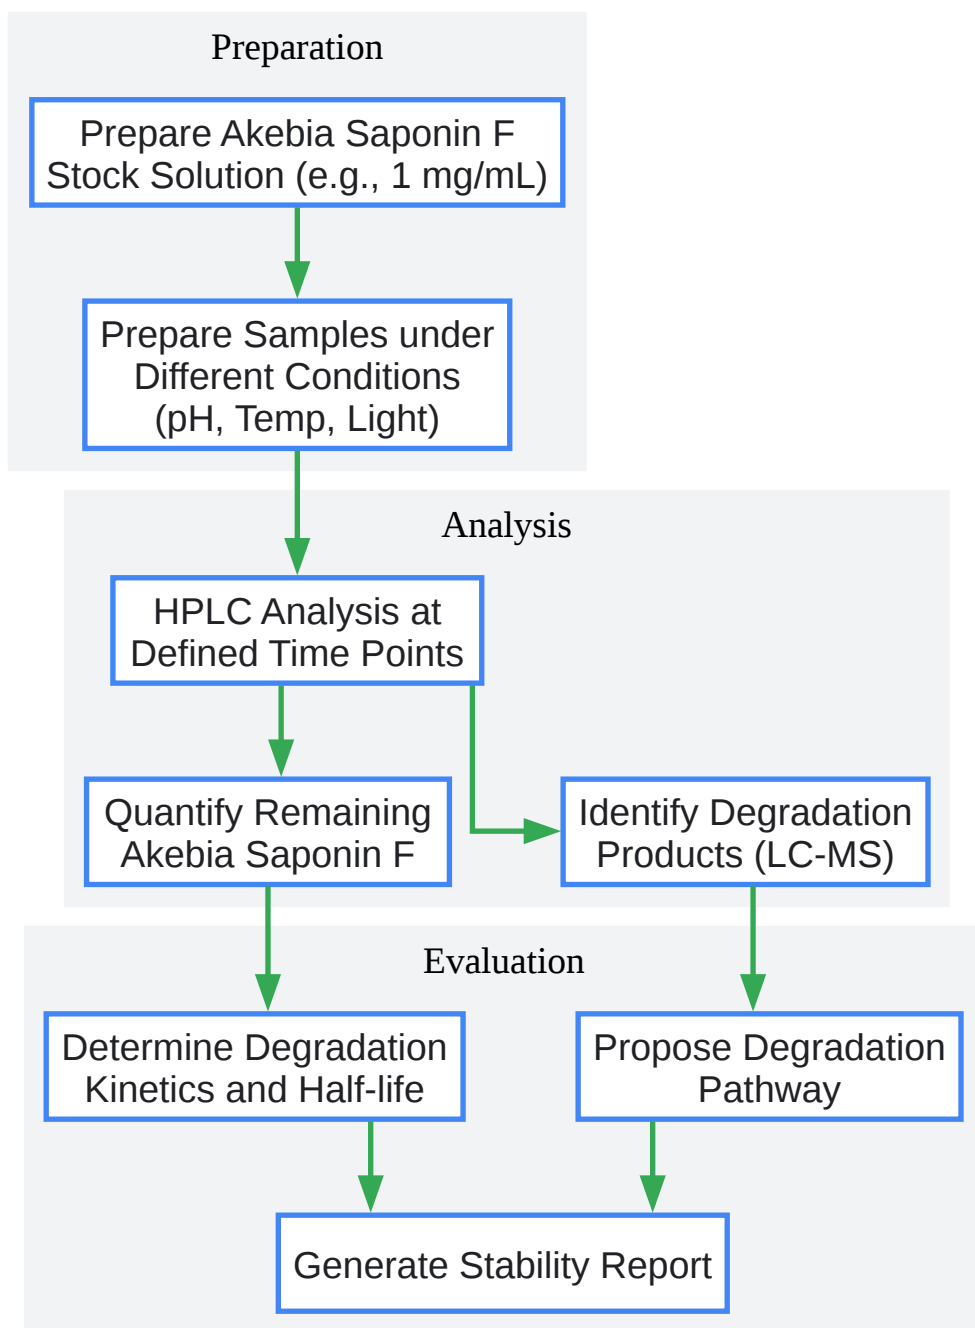 Preparation
Prepare Akebia Saponin F
Stock Solution (e.g., 1 mg/mL)
Prepare Samples under
Different Conditions
(pH, Temp, Light)
Analysis
HPLC Analysis at
Defined Time Points
Quantify Remaining
Akebia Saponin F
Identify Degradation
Products (LC-MS)
Evaluation
Determine Degradation
Kinetics and Half-life
Propose Degradation
Pathway
Generate Stability Report